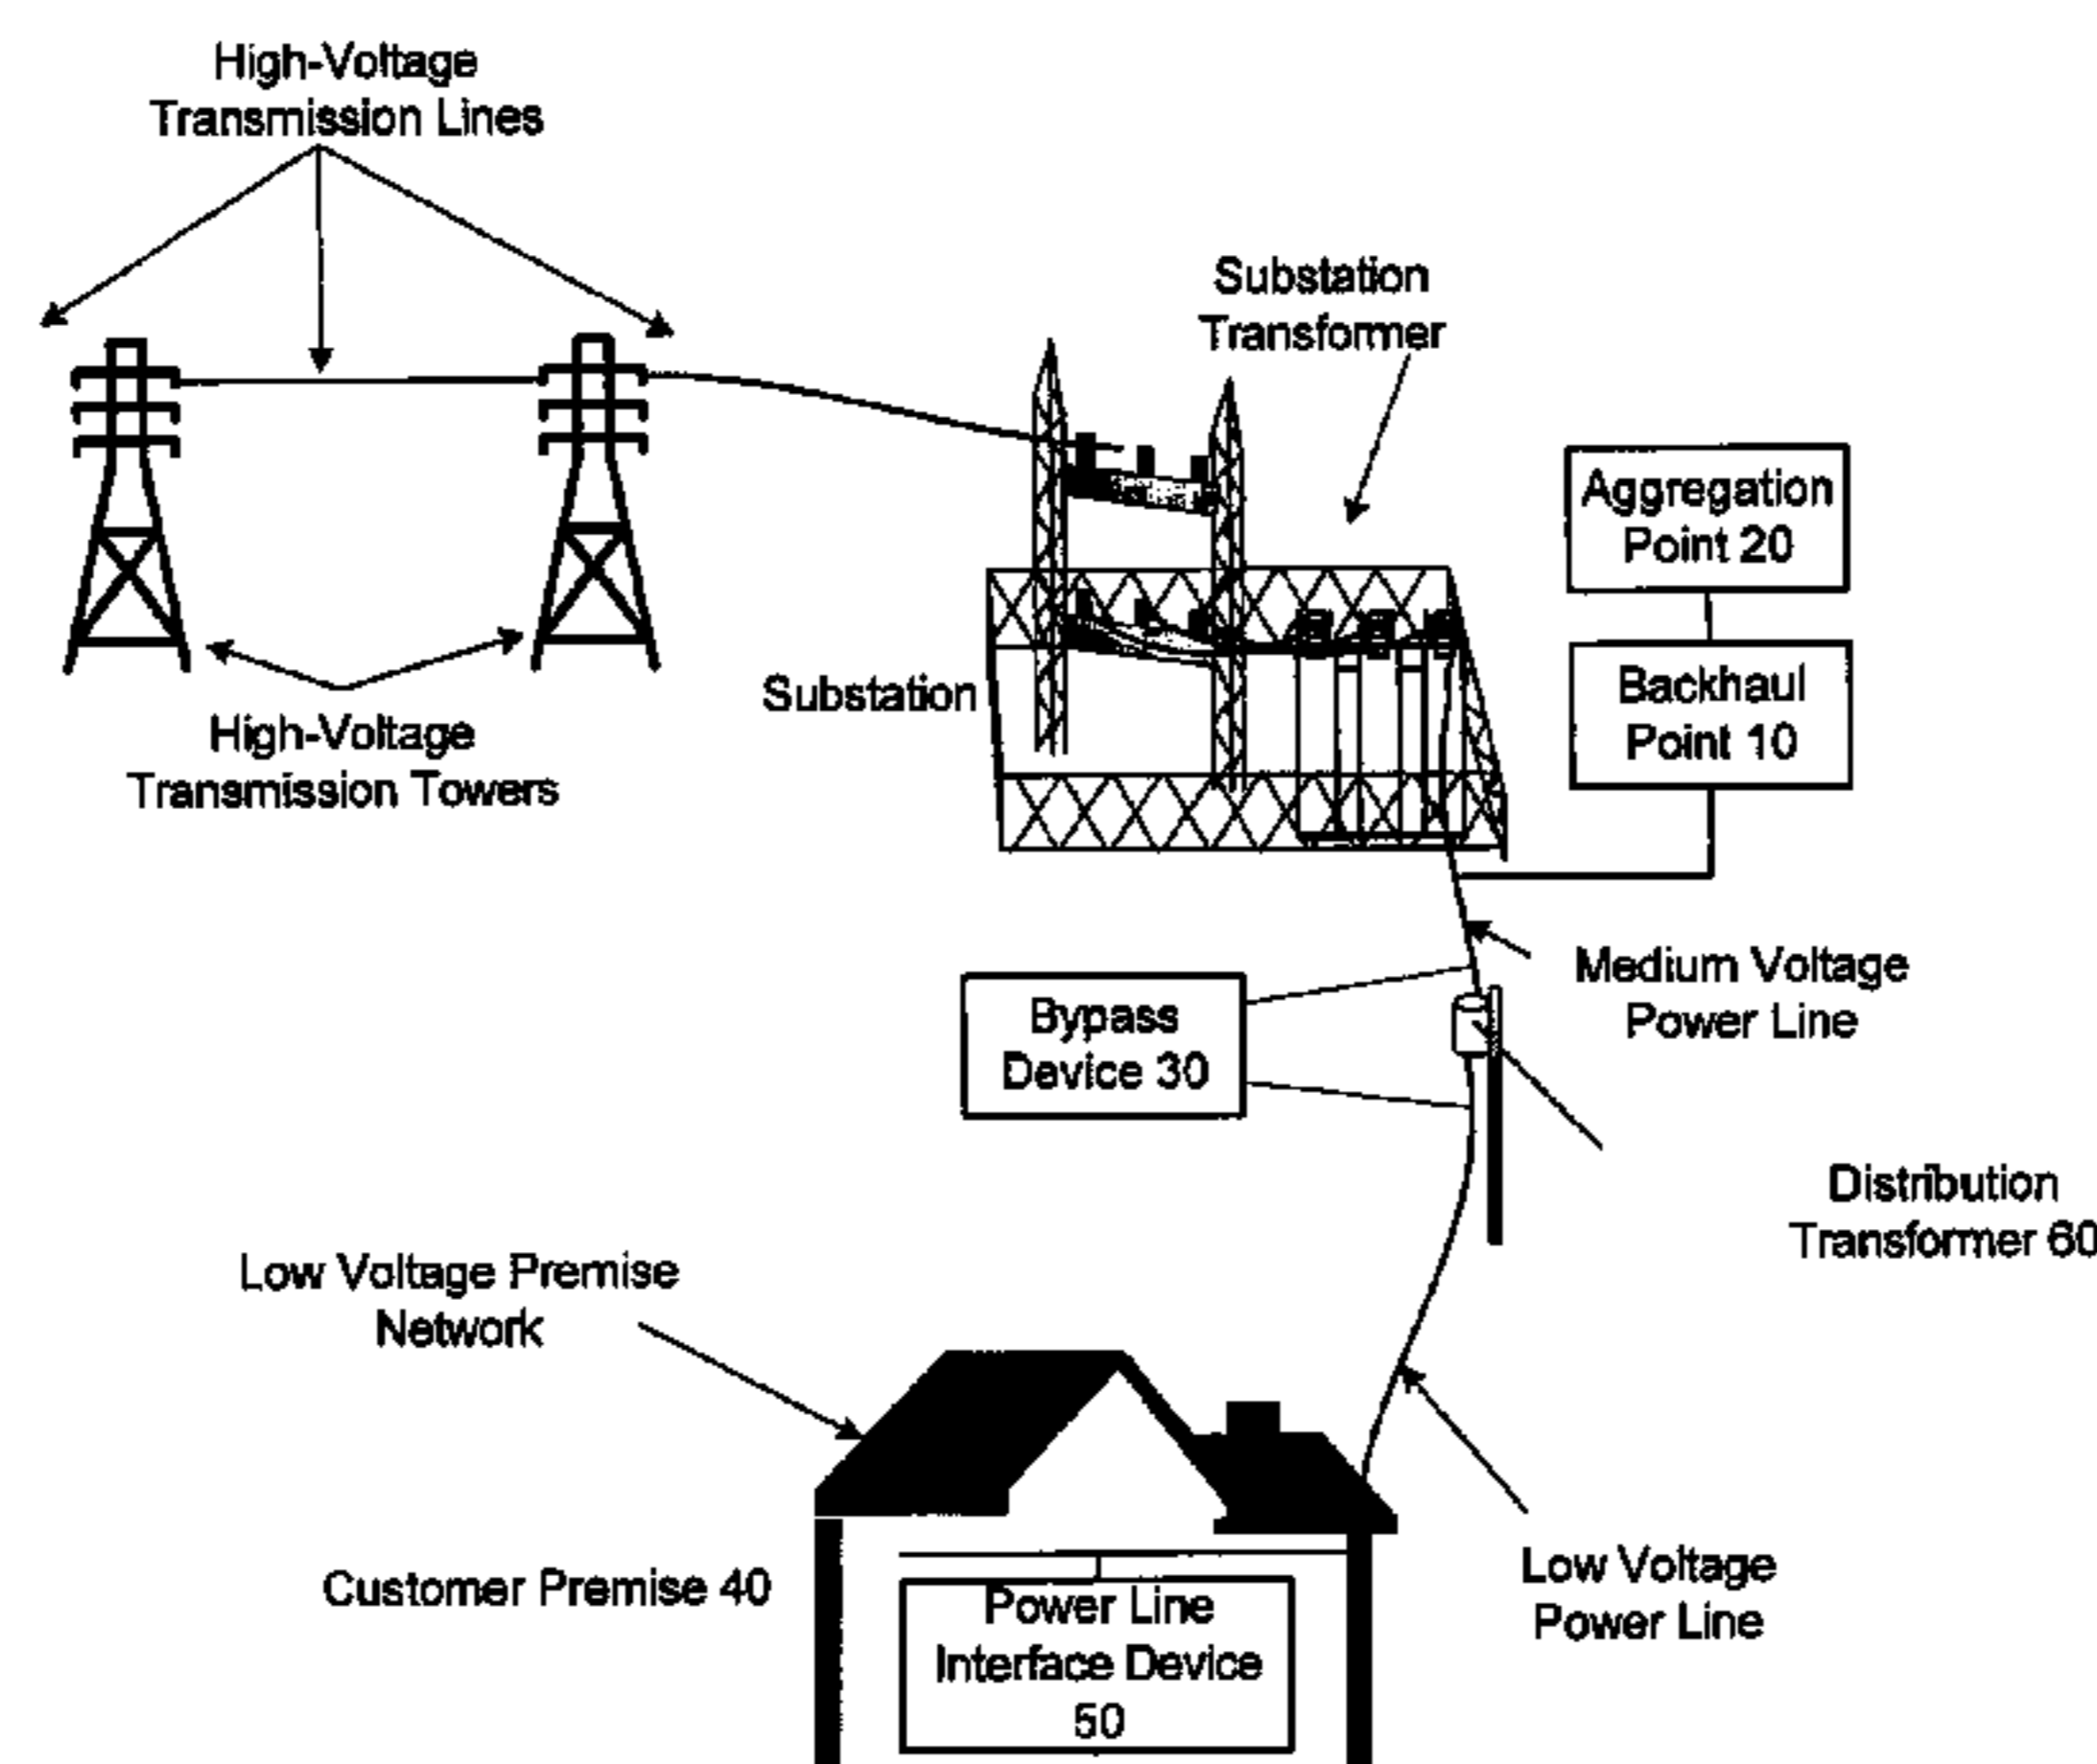 High-Voltage
Transmission Lines
Substation
Transformer
Aggregation
Point 20
Backhaul
Point 10
Substation
High-Voltage
Transmission Towers
Medium Voltage
Power Line
Bypass
Device 30
Distribution
Transformer 60
Low Voltage Premise
Network
Customer Premise 40
Power Line
Interface Device
50
Low Voltage
Power Line